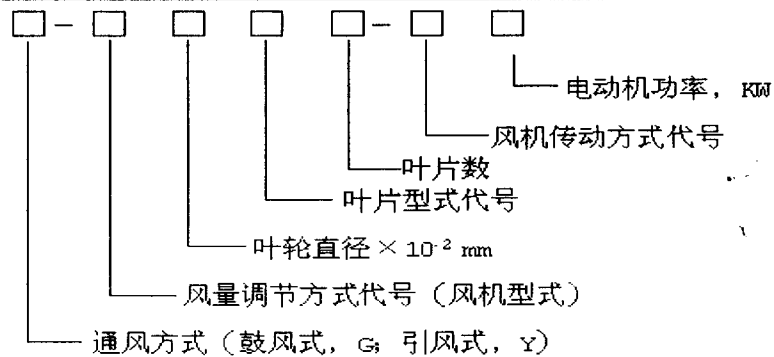 □-□ □ □ □-□ □
电动机功率，KW
风机传动方式代号
叶片数
叶片型式代号
叶轮直径×10⁻² mm
风量调节方式代号（风机型式）
通风方式（鼓风式，G；引风式，Y）